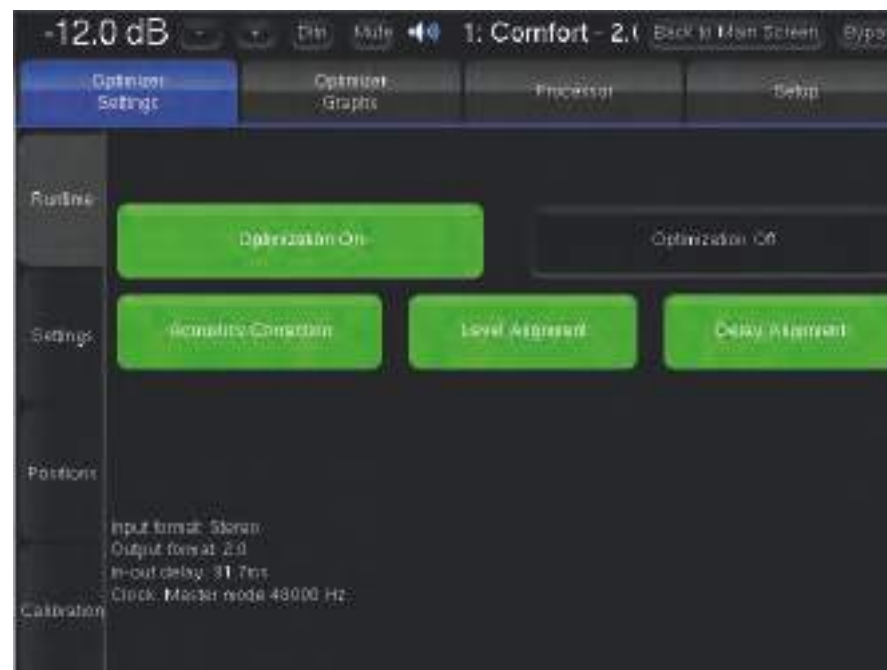 -12.0 dB - + Dim Mute 1: Comfort - 2.( Back to Main Screen Bypa
Optimizer Settings
Optimizer Graphs
Processor
Setup
Runtime
Optimization On
Optimization Off
Acoustics Correction
Level Alignment
Delay Alignment
Settings
Positions
Input format: Stereo
Output format: 2.0
In-out delay: 31.7ms
Clock: Master mode 48000 Hz
Calibration